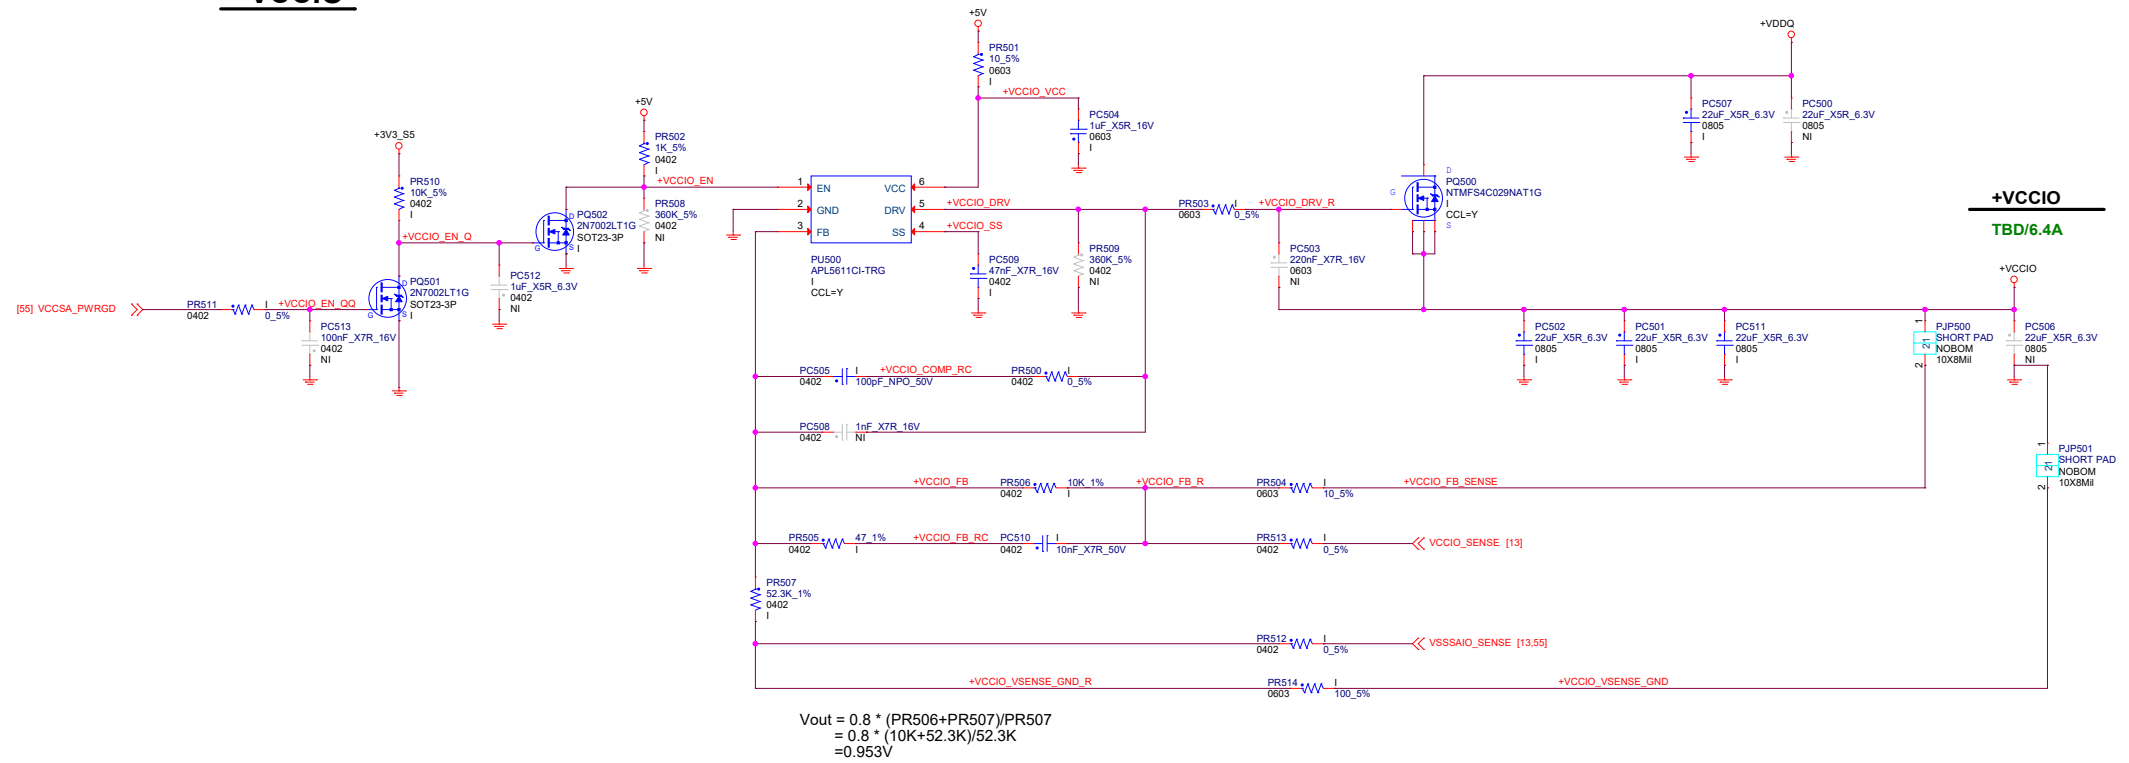 +5V
+VDDQ
PR501
10_5%
0603
I
+VCCIO_VCC
PC504
1uF_X5R_16V
0603
I
PC507
22uF_X5R_6.3V
0805
I
PC500
22uF_X5R_6.3V
0805
NI
+5V
PR502
1K_5%
0402
I
+3V3_S5
PR510
10K_5%
0402
I
+VCCIO_EN
PR508
360K_5%
0402
NI
PQ502
2N7002LT1G
SOT23-3P
I
D
G
S
+VCCIO_EN_Q
PC512
1uF_X5R_6.3V
0402
NI
PQ501
2N7002LT1G
SOT23-3P
I
D
G
S
[55] VCCSA_PWRGD
PR511
0402
I
0_5%
+VCCIO_EN_QQ
PC513
100nF_X7R_16V
0402
NI
1 EN
2 GND
3 FB
VCC 6
DRV 5
SS 4
PU500
APL5611CI-TRG
I
CCL=Y
+VCCIO_DRV
+VCCIO_SS
PC509
47nF_X7R_16V
0402
I
PR509
360K_5%
0402
NI
PR503
0603
I
0_5%
+VCCIO_DRV_R
PC503
220nF_X7R_16V
0603
NI
D
G
S
PQ500
NTMFS4C029NAT1G
I
CCL=Y
+VCCIO
TBD/6.4A
+VCCIO
PC502
22uF_X5R_6.3V
0805
I
PC501
22uF_X5R_6.3V
0805
I
PC511
22uF_X5R_6.3V
0805
I
1
2
21
PJP500
SHORT PAD
NOBOM
10X8Mil
PC506
22uF_X5R_6.3V
0805
NI
1
2
21
PJP501
SHORT PAD
NOBOM
10X8Mil
PC505
0402
I
100pF_NPO_50V
+VCCIO_COMP_RC
PR500
0402
I
0_5%
PC508
0402
1nF_X7R_16V
NI
+VCCIO_FB
PR506
0402
10K_1%
I
+VCCIO_FB_R
PR504
0603
I
10_5%
+VCCIO_FB_SENSE
PR505
0402
47_1%
I
+VCCIO_FB_RC
PC510
0402
I
10nF_X7R_50V
PR513
0402
I
0_5%
VCCIO_SENSE [13]
PR507
52.3K_1%
0402
I
PR512
0402
I
0_5%
VSSSAIO_SENSE [13,55]
+VCCIO_VSENSE_GND_R
PR514
0603
I
100_5%
+VCCIO_VSENSE_GND
Vout = 0.8 * (PR506+PR507)/PR507
= 0.8 * (10K+52.3K)/52.3K
=0.953V